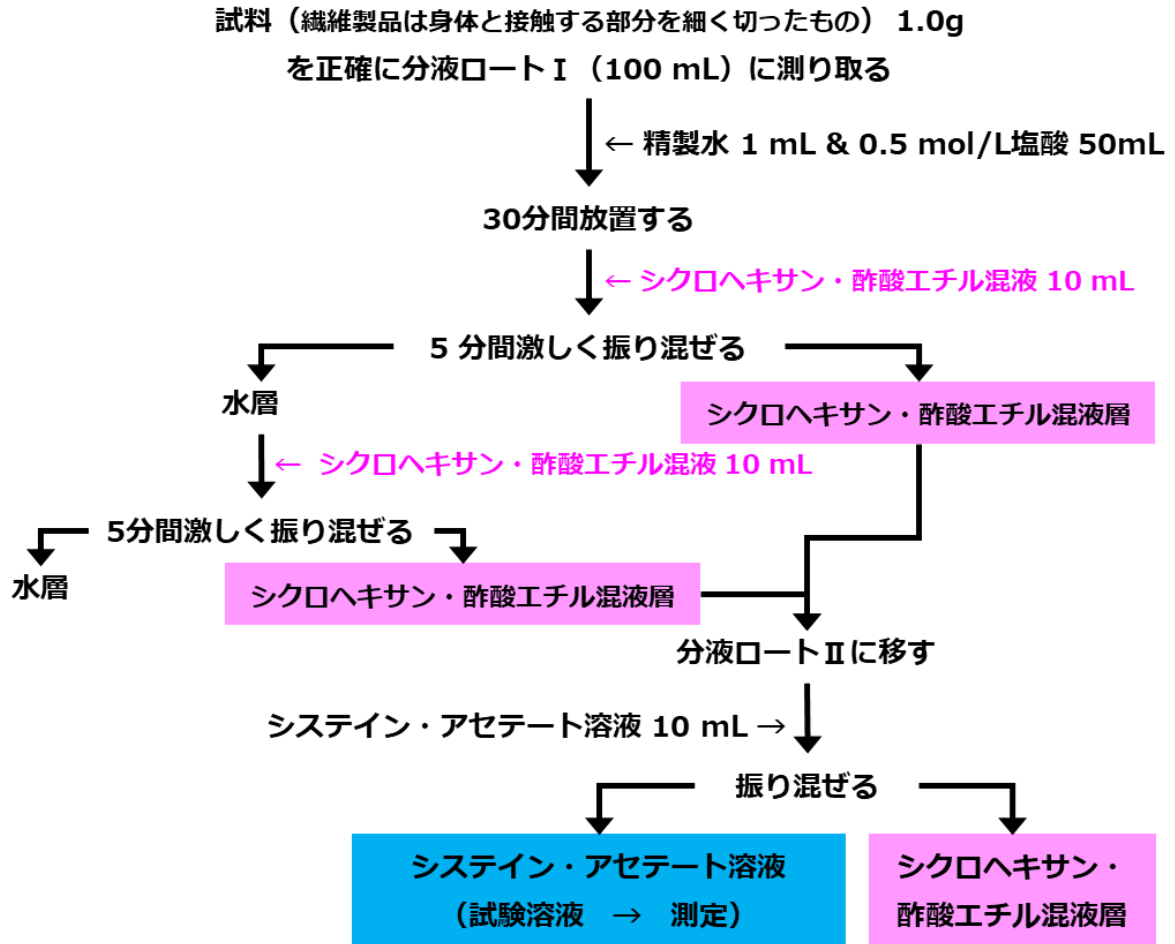 試料（繊維製品は身体と接触する部分を細く切ったもの） 1.0g
を正確に分液ロートⅠ（100 mL）に測り取る
← 精製水 1 mL & 0.5 mol/L塩酸 50mL
30分間放置する
← シクロヘキサン・酢酸エチル混液 10 mL
5 分間激しく振り混ぜる
水層
シクロヘキサン・酢酸エチル混液層
← シクロヘキサン・酢酸エチル混液 10 mL
5分間激しく振り混ぜる
水層
シクロヘキサン・酢酸エチル混液層
分液ロートⅡに移す
システイン・アセテート溶液 10 mL →
振り混ぜる
システイン・アセテート溶液
（試験溶液 → 測定）
シクロヘキサン・
酢酸エチル混液層